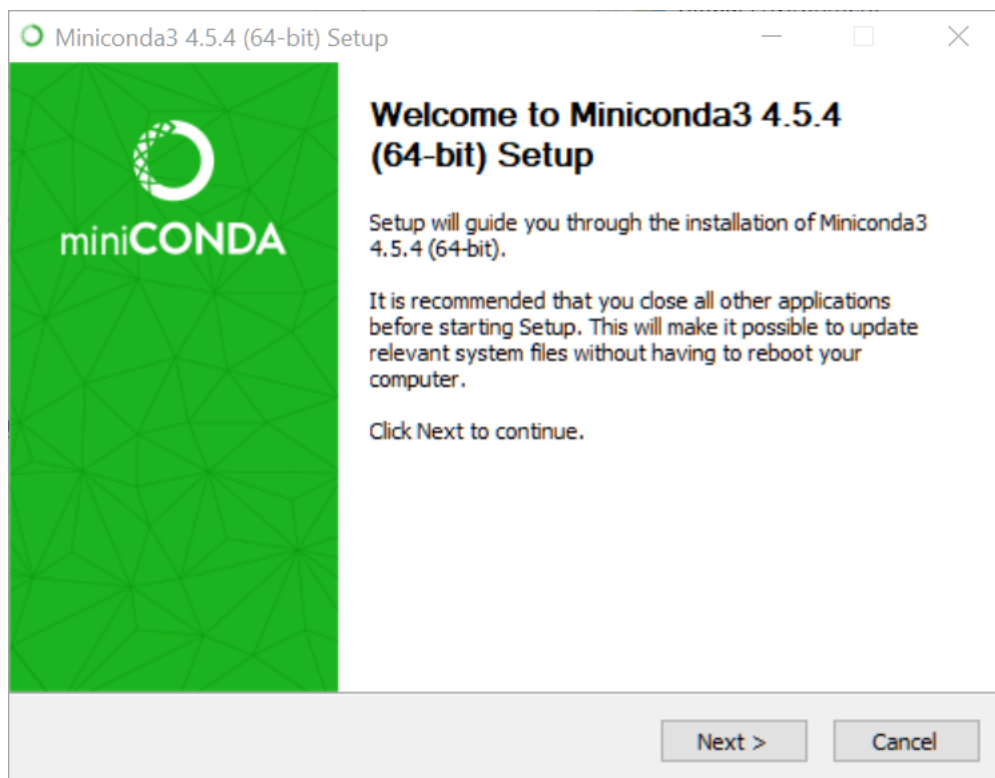 Miniconda3 4.5.4 (64-bit) Setup
miniCONDA
Welcome to Miniconda3 4.5.4
(64-bit) Setup
Setup will guide you through the installation of Miniconda3
4.5.4 (64-bit).
It is recommended that you close all other applications
before starting Setup. This will make it possible to update
relevant system files without having to reboot your
computer.
Click Next to continue.
Next >
Cancel